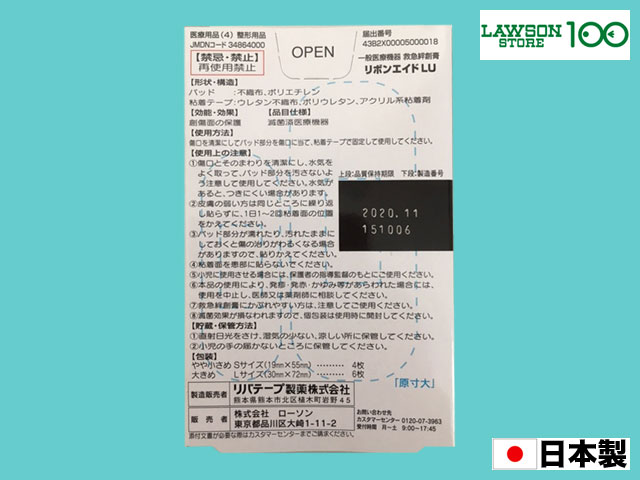 LAWSON
STORE 100
医療用品(4) 整形用品
JMDNコード 34864000
【禁忌・禁止】
再使用禁止
OPEN
届出番号
43B2X00005000018
一般医療機器 救急絆創膏
リボンエイドLU
【形状・構造】
パッド :不織布、ポリエチレン
粘着テープ:ウレタン不織布、ポリウレタン、アクリル系粘着剤
【効能・効果】 【品目仕様】
創傷面の保護 滅菌済医療機器
【使用方法】
傷口を清潔にしてパッド部分を傷口に当て、粘着テープで固定して使用してください。
【使用上の注意】
①傷口とそのまわりを清潔にし、水気を
よく取って、パッド部分を汚さないよ
う注意して使用してください。水気が
あると、つきにくい場合があります。
②皮膚の弱い方は同じところに繰り返
し貼らずに、1日1~2回粘着面の位置
をかえてください。
③パッド部分が濡れたり、汚れたままに
しておくと傷の治りがわるくなる場合
がありますので、貼りかえてください。
④粘着面を患部に貼らないでください。
⑤小児に使用させる場合には、保護者の指導監督のもとにご使用ください。
⑥本品の使用により、発疹・発赤・かゆみ等があらわれた場合には、
使用を中止し、医師又は薬剤師に相談してください。
⑦救急絆創膏にかぶれやすい方は、注意してご使用ください。
⑧滅菌効果が損なわれますので、個包装は使用時に開封してください。
上段:品質保持期限 下段:製造番号
2020.11
151006
【貯蔵・保管方法】
①直射日光をさけ、湿気の少ない、涼しい所に保管してください。
②小児の手の届かないところに保管してください。
【包装】
やや小さめ Sサイズ(19mm×55mm) ……… 4枚
大きめ Lサイズ(30mm×72mm) ……… 6枚
「原寸大」
製造販売者 リバテープ製薬株式会社
熊本県熊本市北区植木町岩野45
販売者 株式会社 ローソン
東京都品川区大崎1-11-2
お問い合わせ先
カスタマーセンター 0120-07-3963
受付時間 月~土 9:00~17:45
添付文書が必要な際はカスタマーセンターまでご請求ください。
日本製